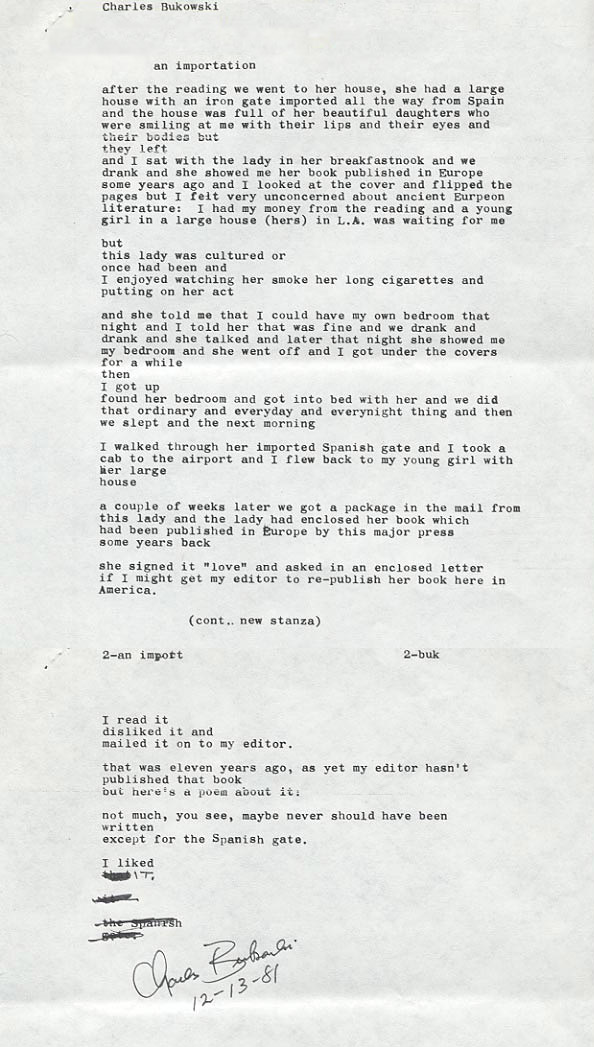 Charles Bukowski
an importation
after the reading we went to her house, she had a large
house with an iron gate imported all the way from Spain
and the house was full of her beautiful daughters who
were smiling at me with their lips and their eyes and
their bodies but
they left
and I sat with the lady in her breakfastnook and we
drank and she showed me her book published in Europe
some years ago and I looked at the cover and flipped the
pages but I felt very unconcerned about ancient Eurpeon
literature: I had my money from the reading and a young
girl in a large house (hers) in L.A. was waiting for me
but
this lady was cultured or
once had been and
I enjoyed watching her smoke her long cigarettes and
putting on her act
and she told me that I could have my own bedroom that
night and I told her that was fine and we drank and
drank and she talked and later that night she showed me
my bedroom and she went off and I got under the covers
for a while
then
I got up
found her bedroom and got into bed with her and we did
that ordinary and everyday and everynight thing and then
we slept and the next morning
I walked through her imported Spanish gate and I took a
cab to the airport and I flew back to my young girl with
her large
house
a couple of weeks later we got a package in the mail from
this lady and the lady had enclosed her book which
had been published in Europe by this major press
some years back
she signed it "love" and asked in an enclosed letter
if I might get my editor to re-publish her book here in
America.
(cont.. new stanza)
2-an import 2-buk
I read it
disliked it and
mailed it on to my editor.
that was eleven years ago, as yet my editor hasn't
published that book
but here's a poem about it:
not much, you see, maybe never should have been
written
except for the Spanish gate.
I liked
IT.
the Spanish
Charles Bukowski
12-13-81